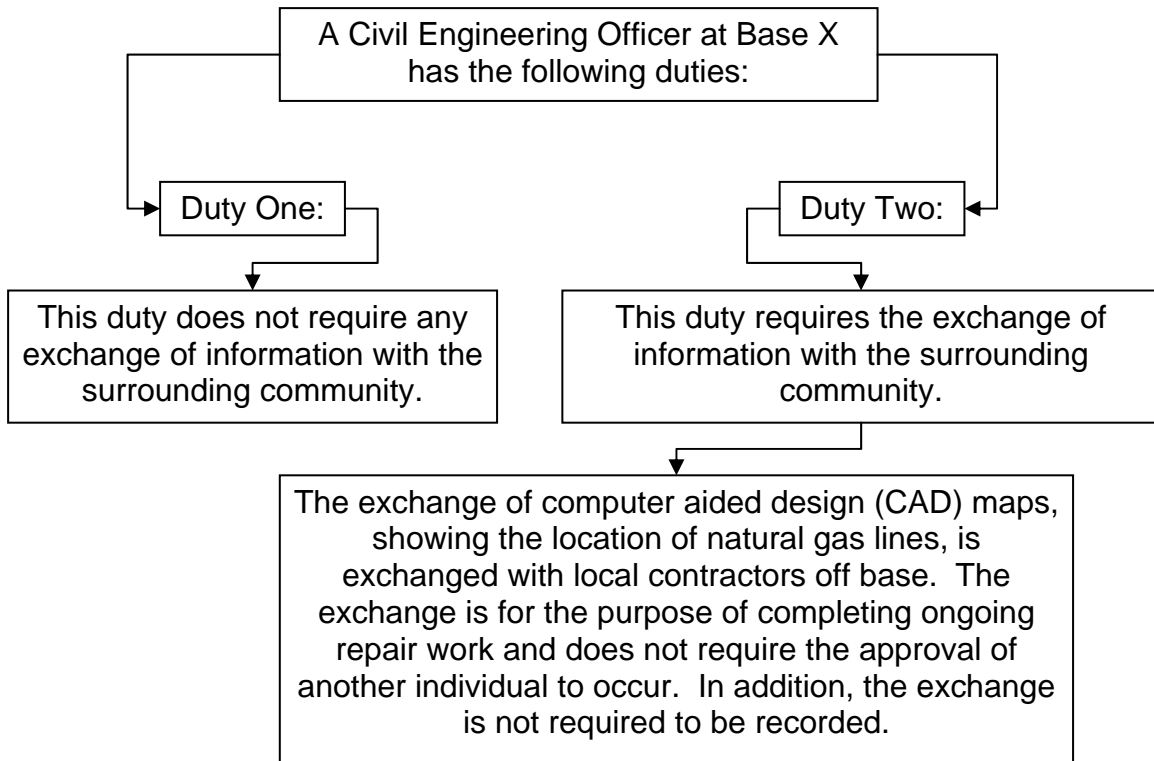 A Civil Engineering Officer at Base X
has the following duties:
Duty One:
Duty Two:
This duty does not require any
exchange of information with the
surrounding community.
This duty requires the exchange of
information with the surrounding
community.
The exchange of computer aided design (CAD) maps,
showing the location of natural gas lines, is
exchanged with local contractors off base.  The
exchange is for the purpose of completing ongoing
repair work and does not require the approval of
another individual to occur.  In addition, the exchange
is not required to be recorded.